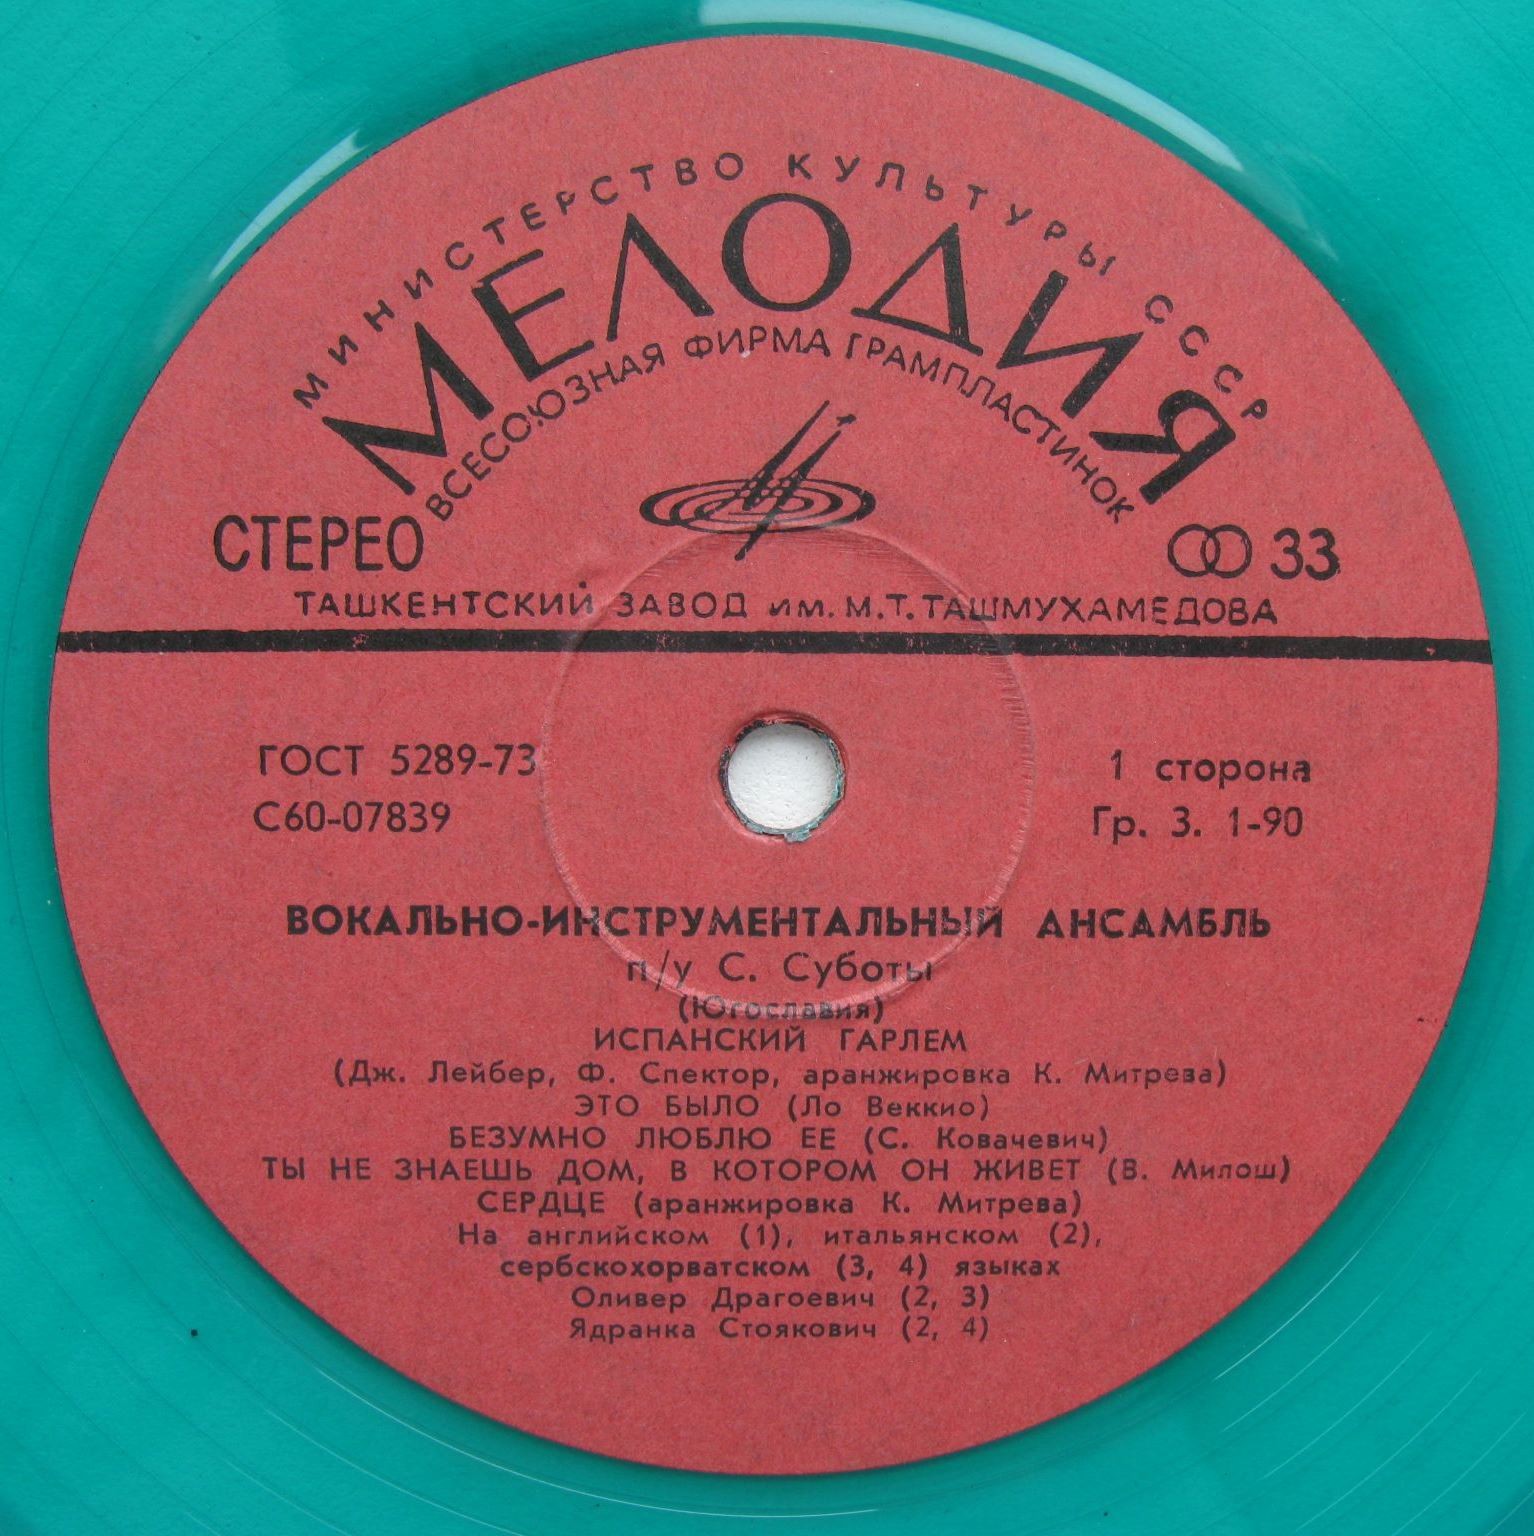 МИНИСТЕРСТВО КУЛЬТУРЫ СССР
МЕЛОДИЯ
ВСЕСОЮЗНАЯ ФИРМА ГРАМПЛАСТИНОК
СТЕРЕО 33
ТАШКЕНТСКИЙ ЗАВОД им. М.Т. ТАШМУХАМЕДОВА
ГОСТ 5289-73 1 сторона
С60-07839 Гр. 3. 1-90
ВОКАЛЬНО-ИНСТРУМЕНТАЛЬНЫЙ АНСАМБЛЬ
п/у С. Суботы
(Югославия)
ИСПАНСКИЙ ГАРЛЕМ
(Дж. Лейбер, Ф. Спектор, аранжировка К. Митрева)
ЭТО БЫЛО (Ло Веккио)
БЕЗУМНО ЛЮБЛЮ ЕЕ (С. Ковачевич)
ТЫ НЕ ЗНАЕШЬ ДОМ, В КОТОРОМ ОН ЖИВЕТ (В. Милош)
СЕРДЦЕ (аранжировка К. Митрева)
На английском (1), итальянском (2),
сербскохорватском (3, 4) языках
Оливер Драгоевич (2, 3)
Ядранка Стоякович (2, 4)